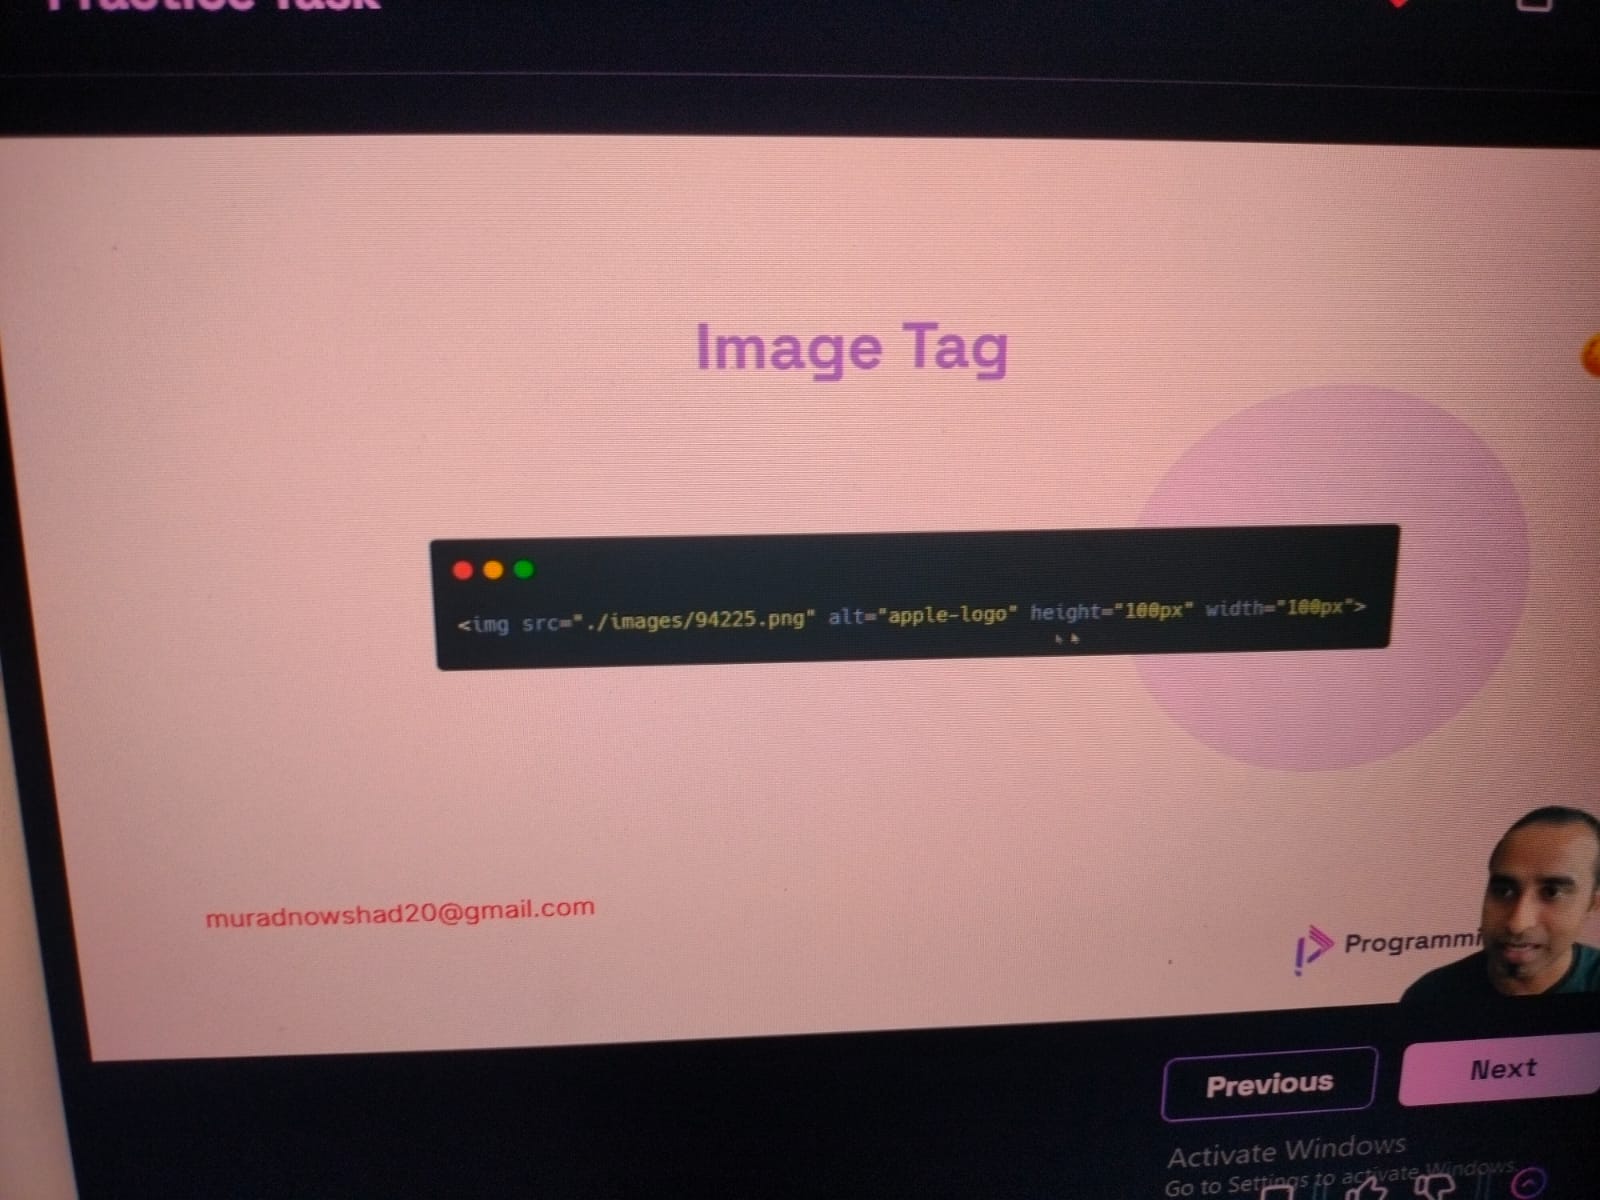 Practice Task
Image Tag
<img src="./images/94225.png" alt="apple-logo" height="100px" width="100px">
muradnowshad20@gmail.com
Programmi
Previous
Next
Activate Windows
Go to Settings to activate Windows.